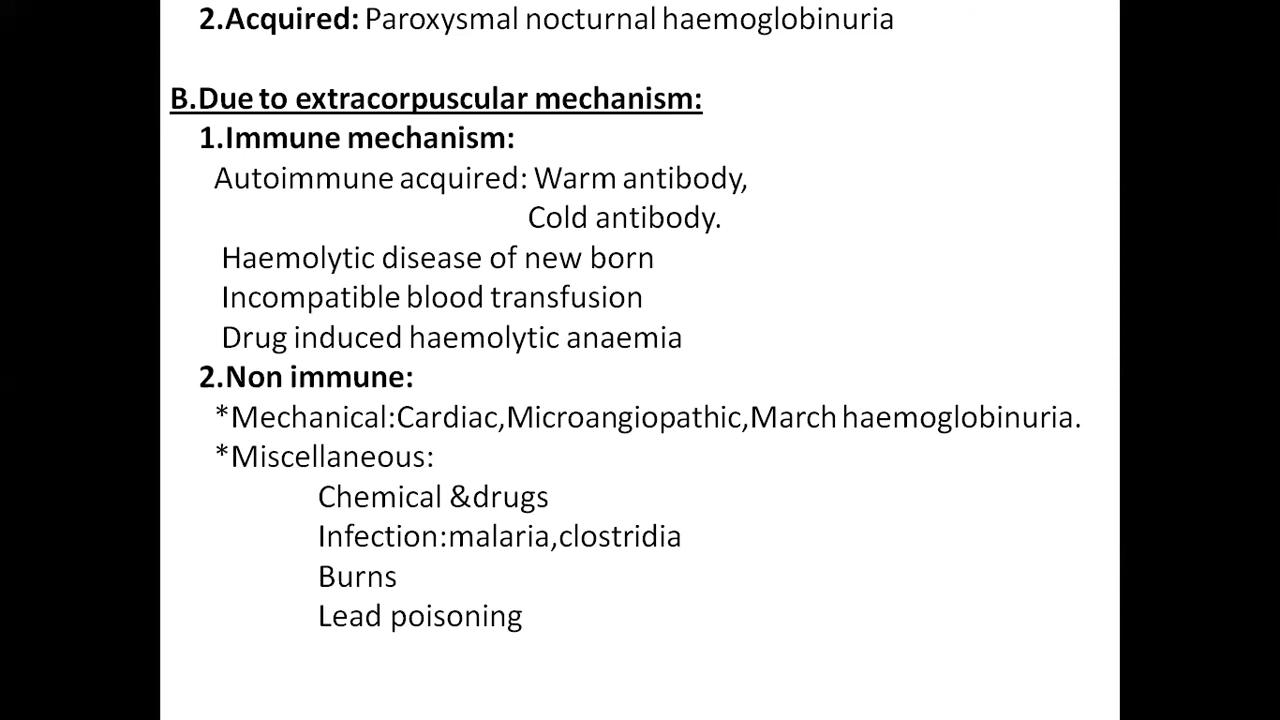 2.Acquired: Paroxysmal nocturnal haemoglobinuria
B.Due to extracorpuscular mechanism:
1.Immune mechanism:
Autoimmune acquired: Warm antibody,
Cold antibody.
Haemolytic disease of new born
Incompatible blood transfusion
Drug induced haemolytic anaemia
2.Non immune:
*Mechanical:Cardiac,Microangiopathic,March haemoglobinuria.
*Miscellaneous:
Chemical &drugs
Infection:malaria,clostridia
Burns
Lead poisoning